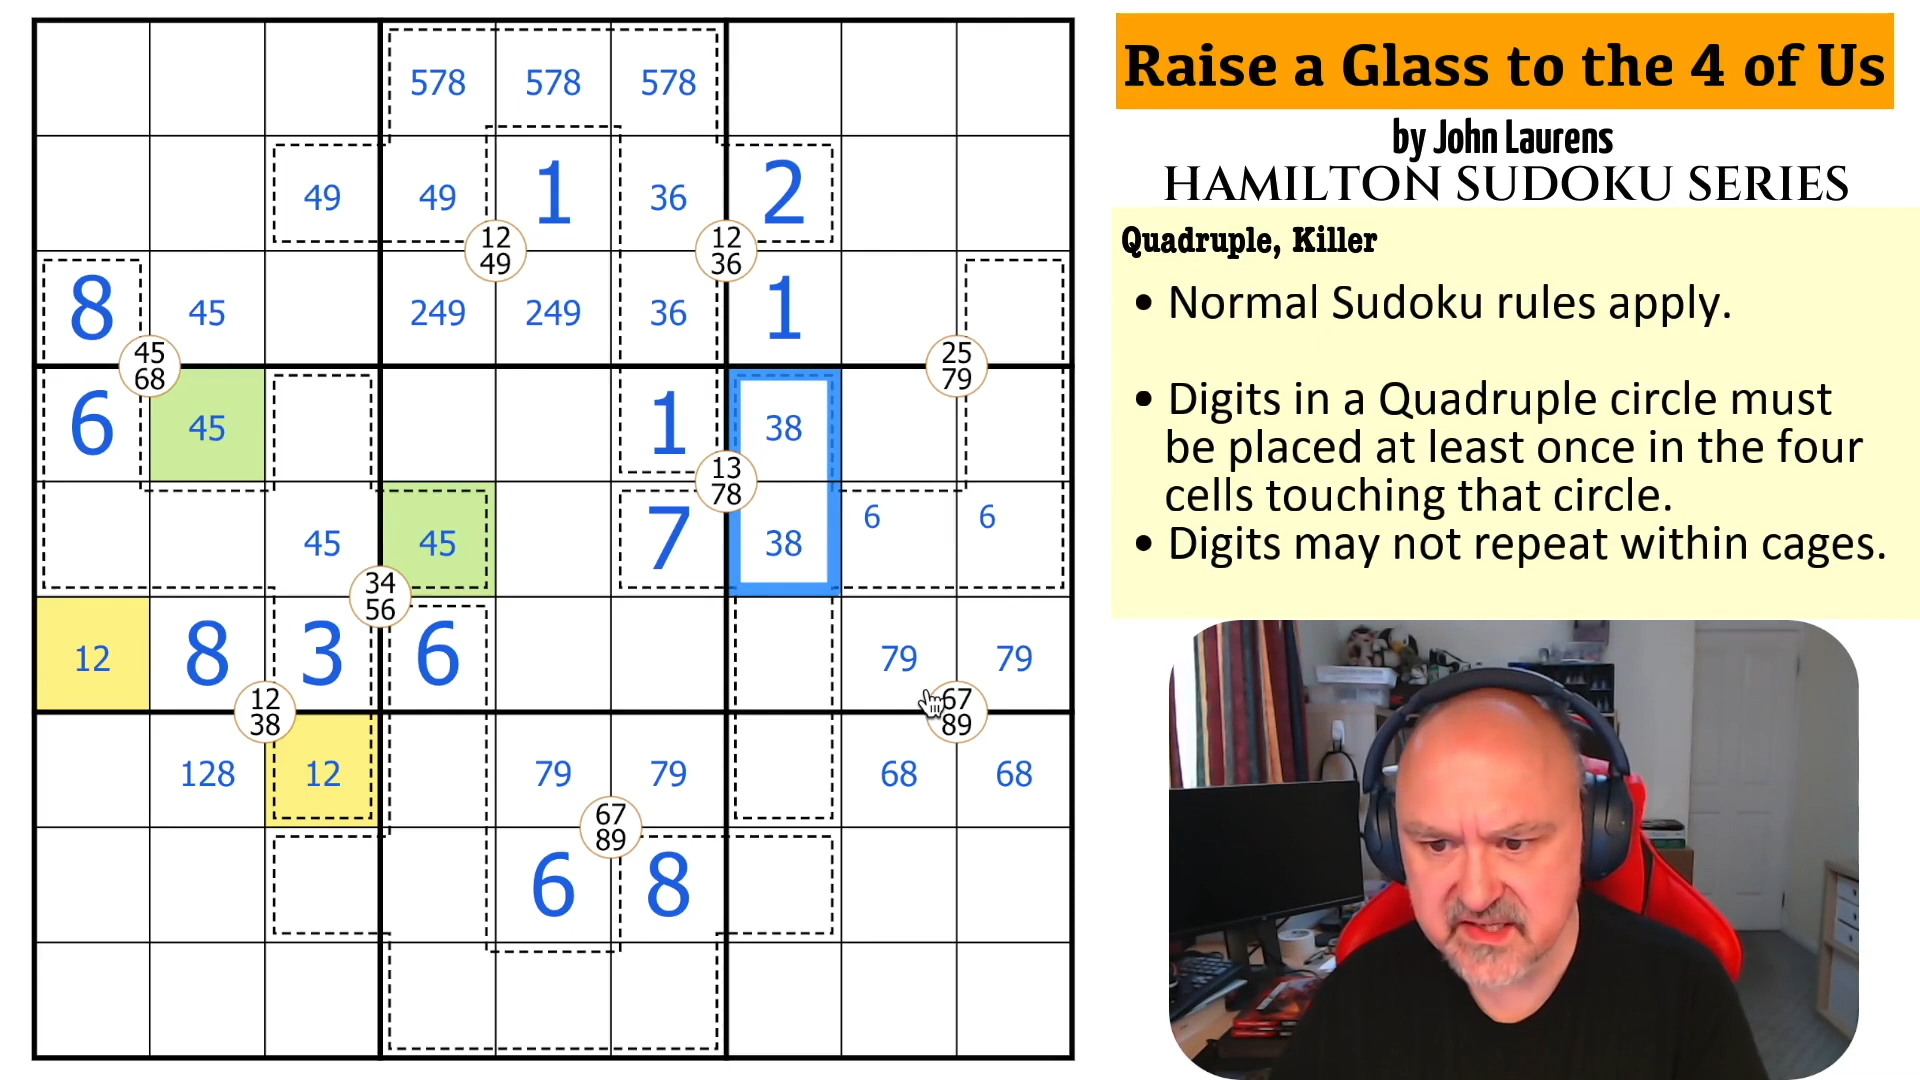 Raise a Glass to the 4 of Us
by John Laurens
HAMILTON SUDOKU SERIES
Quadruple, Killer
• Normal Sudoku rules apply.
• Digits in a Quadruple circle must
be placed at least once in the four
cells touching that circle.
• Digits may not repeat within cages.
578 578 578
49 49 1 36 2
12 12
49 36
8 45 249 249 36 1
45 25
68 79
6 45 1 38
13
78
45 45 7 38 6 6
34
56
12 8 3 6 79 79
12 67
38 89
128 12 79 79 68 68
67
89
6 8